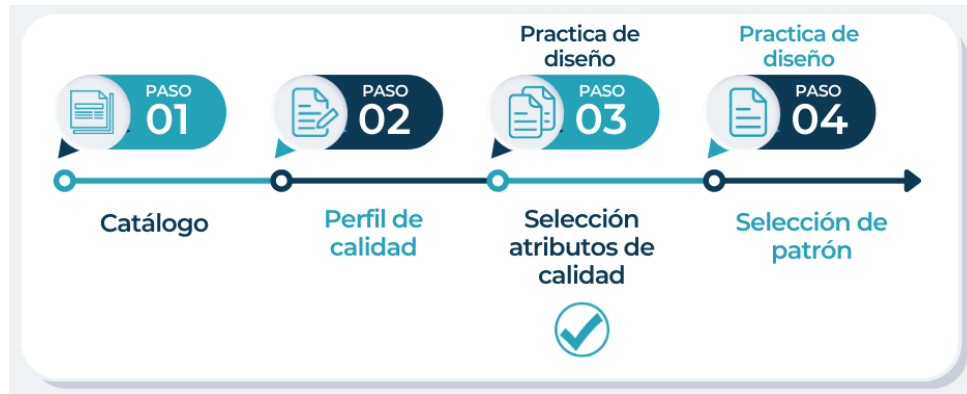 PASO
01
Catálogo
PASO
02
Perfil de
calidad
Practica de
diseño
PASO
03
Selección
atributos de
calidad
Practica de
diseño
PASO
04
Selección de
patrón